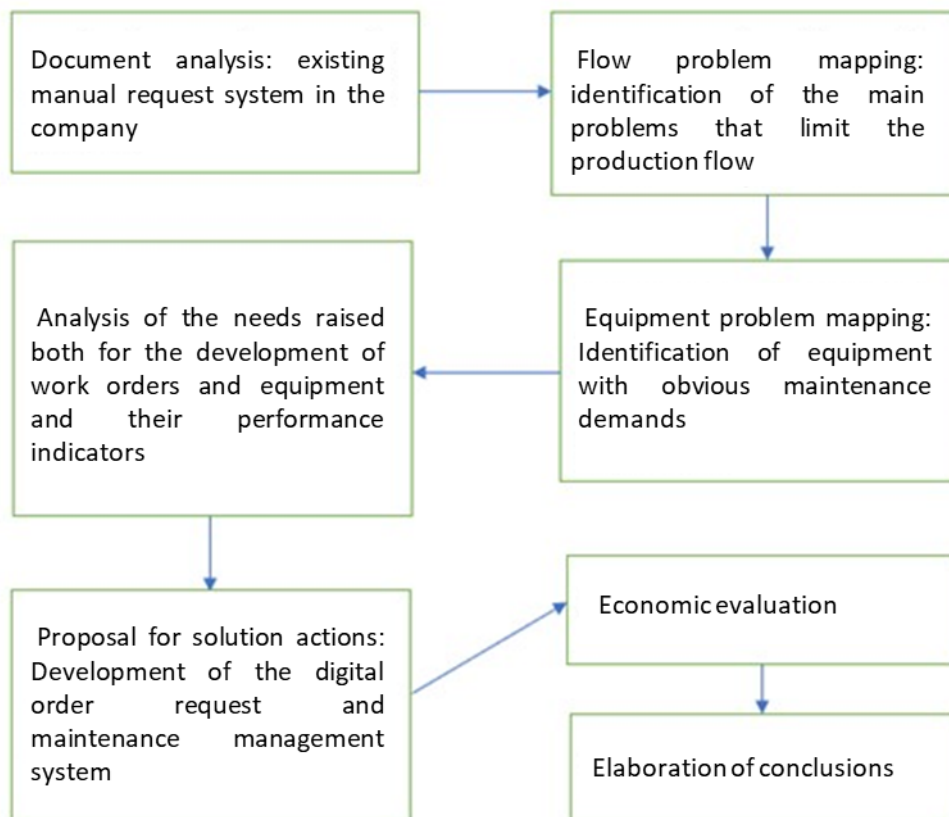 Document analysis: existing
manual request system in the
company
Flow problem mapping:
identification of the main
problems that limit the
production flow
Equipment problem mapping:
Identification of equipment
with obvious maintenance
demands
Analysis of the needs raised
both for the development of
work orders and equipment
and their performance
indicators
Proposal for solution actions:
Development of the digital
order request and
maintenance management
system
Economic evaluation
Elaboration of conclusions